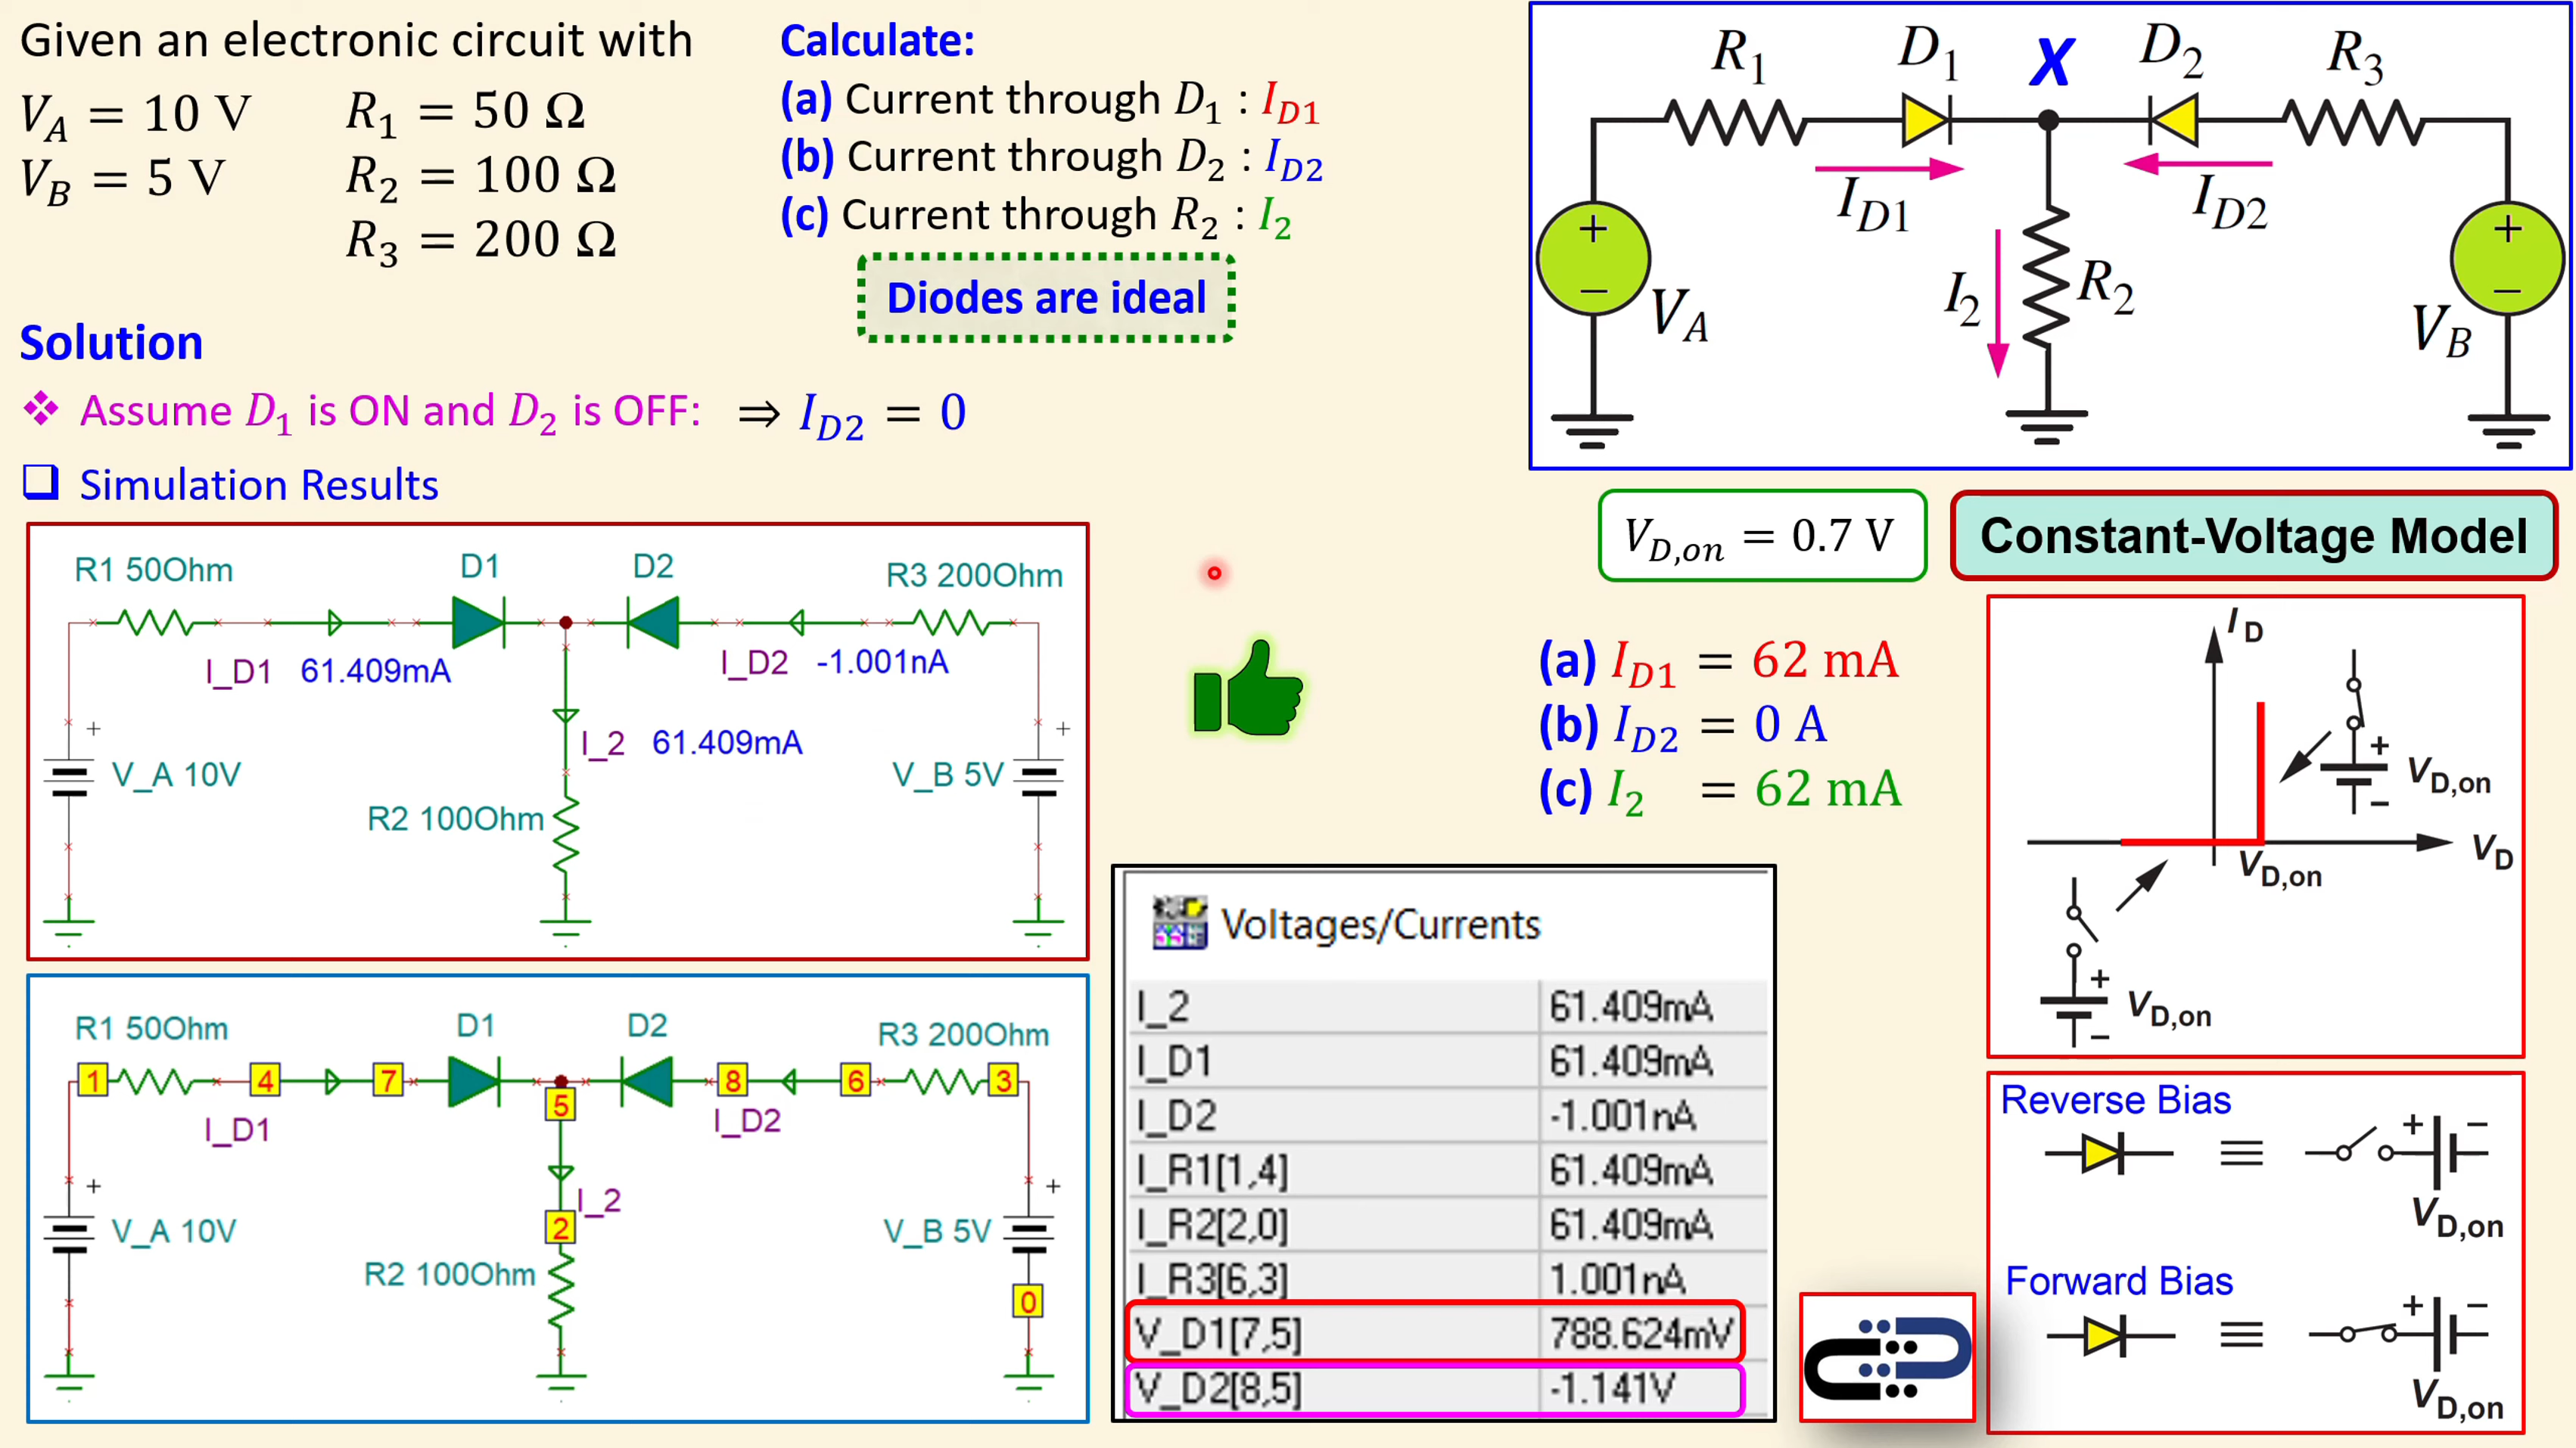 Given an electronic circuit with
V_A = 10 V
V_B = 5 V
R_1 = 50 Ω
R_2 = 100 Ω
R_3 = 200 Ω
Calculate:
(a) Current through D_1 : I_D1
(b) Current through D_2 : I_D2
(c) Current through R_2 : I_2
Diodes are ideal
R_1
D_1
X
D_2
R_3
I_D1
I_D2
+
−
V_A
I_2
R_2
+
−
V_B
Solution
❖ Assume D_1 is ON and D_2 is OFF: ⇒ I_D2 = 0
❑ Simulation Results
R1 50Ohm
D1
D2
R3 200Ohm
I_D1 61.409mA
I_D2 -1.001nA
+
V_A 10V
I_2 61.409mA
+
V_B 5V
R2 100Ohm
R1 50Ohm
D1
D2
R3 200Ohm
1
4
7
5
8
6
3
I_D1
I_D2
+
V_A 10V
I_2
2
+
V_B 5V
R2 100Ohm
0
V_D,on = 0.7 V
Constant-Voltage Model
(a) I_D1 = 62 mA
(b) I_D2 = 0 A
(c) I_2 = 62 mA
Voltages/Currents
I_2 61.409mA
I_D1 61.409mA
I_D2 -1.001nA
I_R1[1,4] 61.409mA
I_R2[2,0] 61.409mA
I_R3[6,3] 1.001nA
V_D1[7,5] 788.624mV
V_D2[8,5] -1.141V
I_D
+
V_D,on
−
V_D
V_D,on
+
V_D,on
−
Reverse Bias
≡
+ −
V_D,on
Forward Bias
≡
+ −
V_D,on